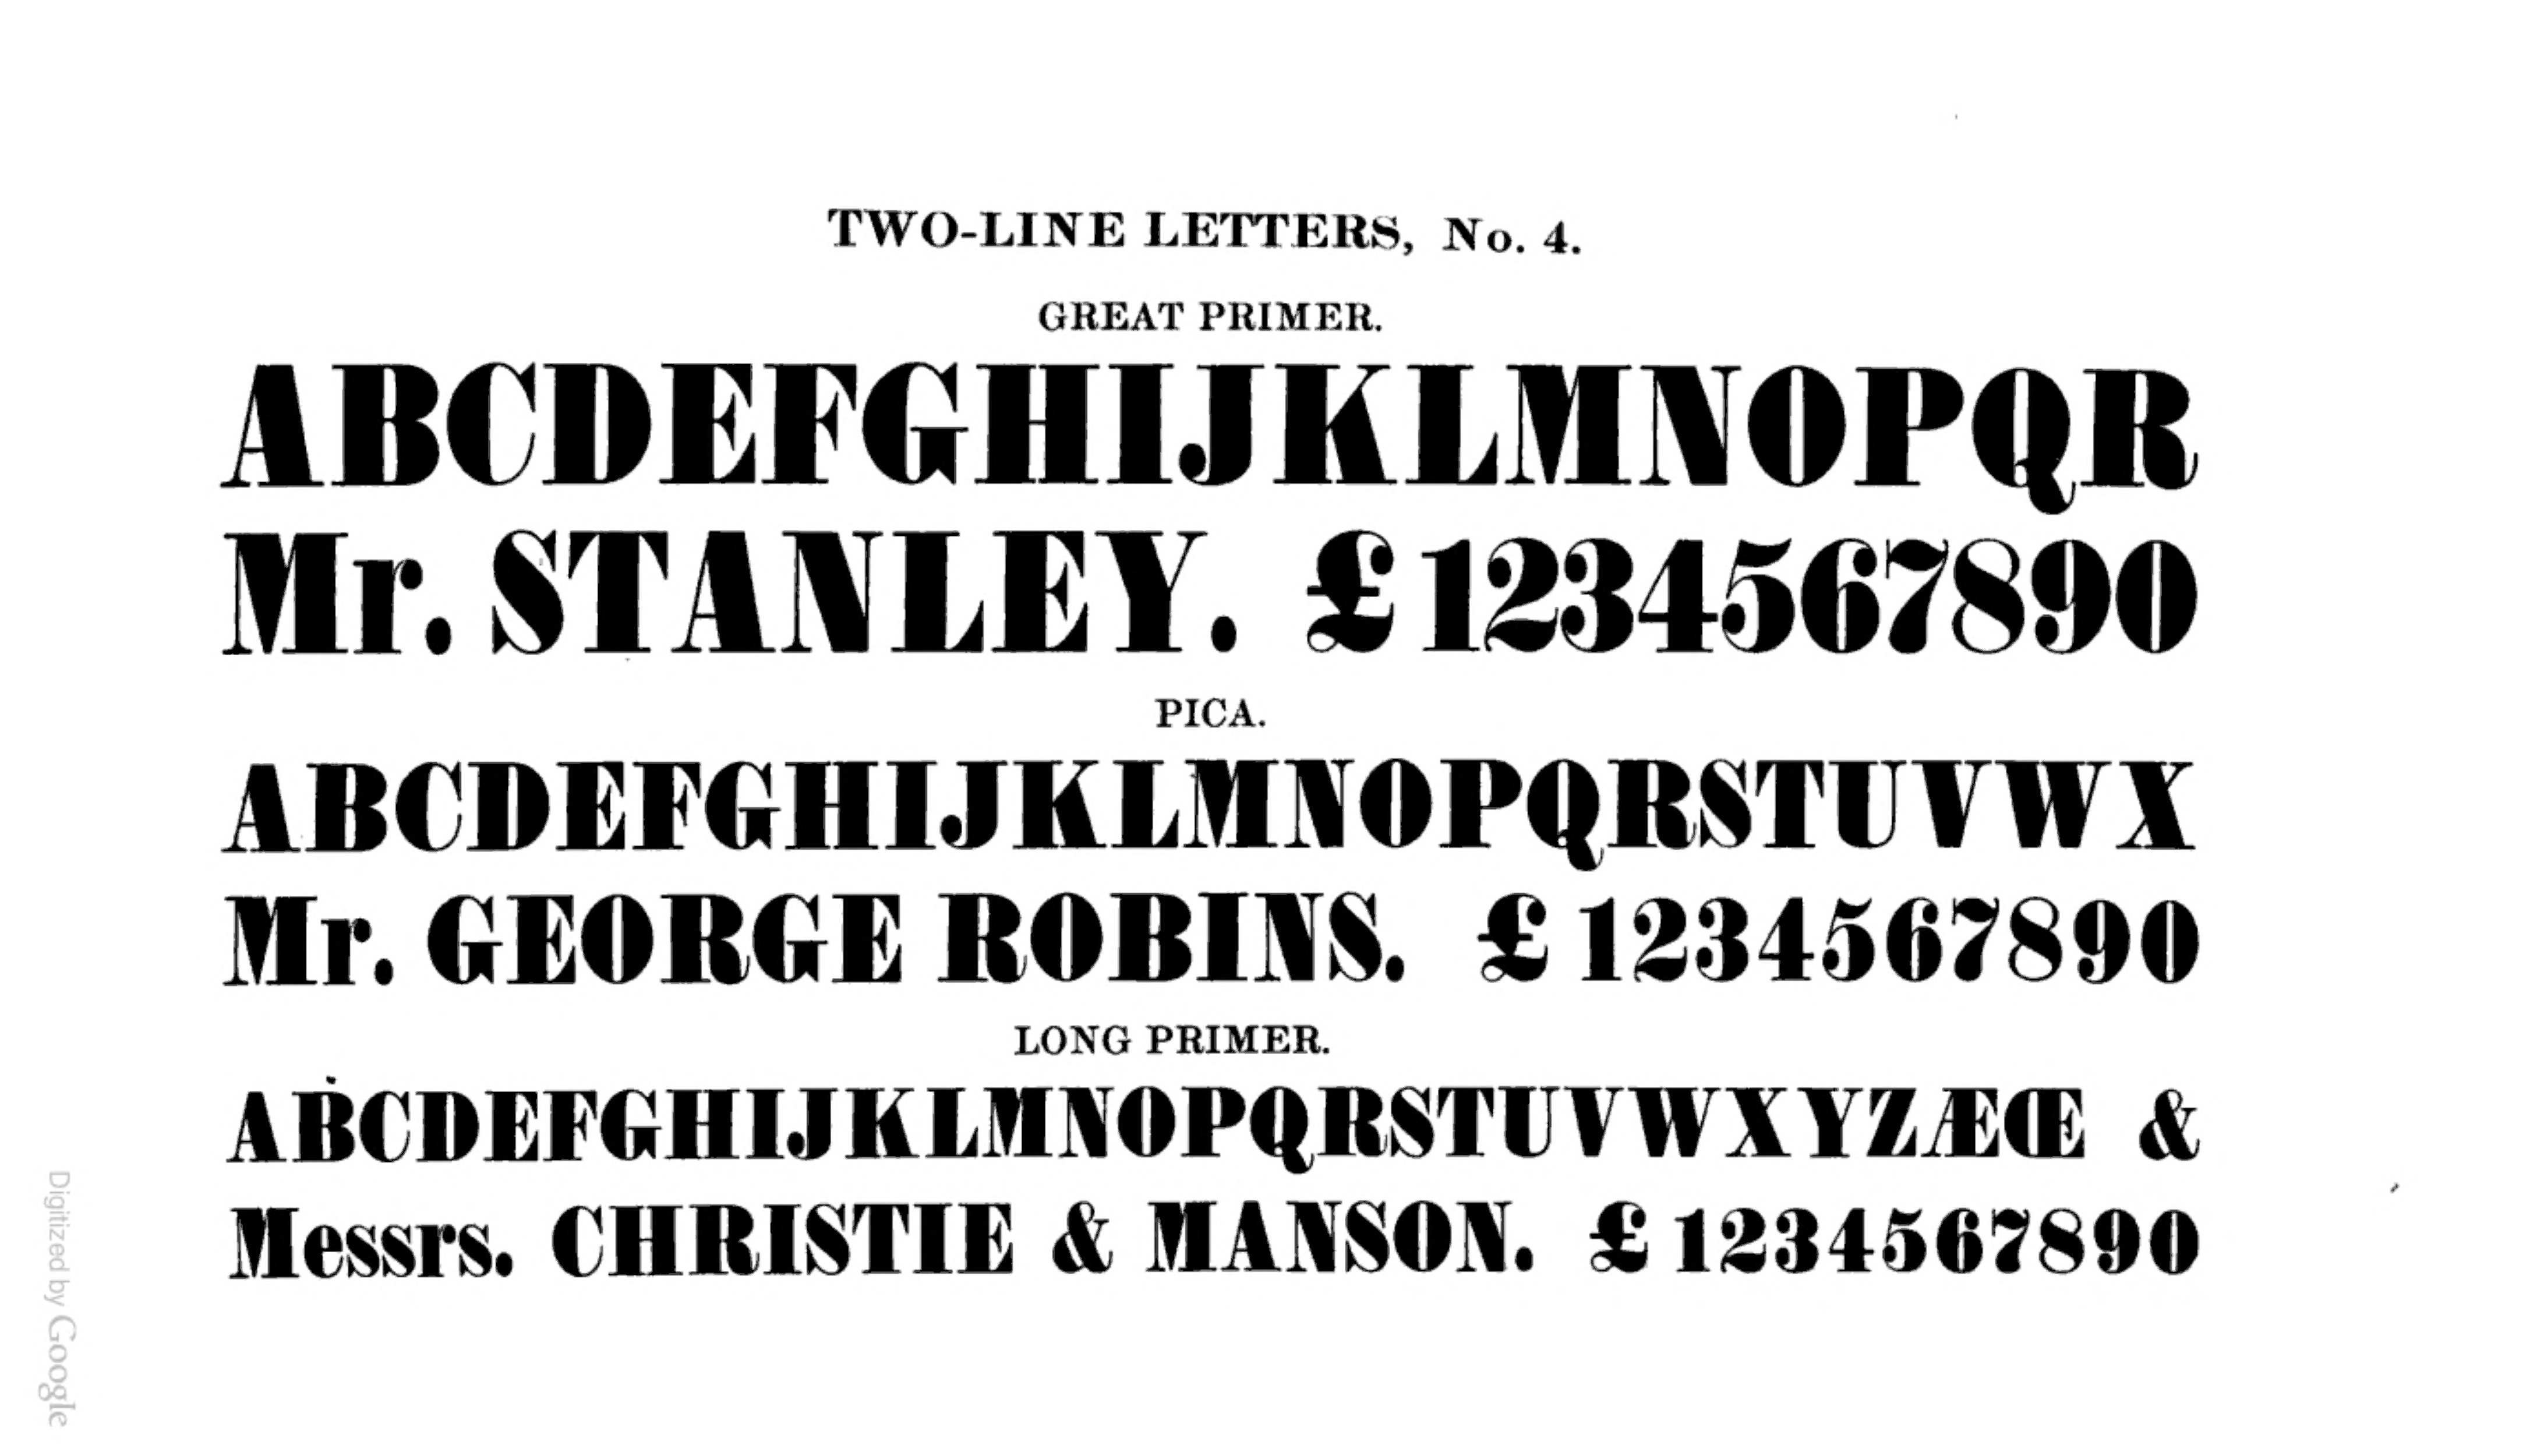 TWO-LINE LETTERS, No. 4.
GREAT PRIMER.
ABCDEFGHIJKLMNOPQR
Mr. STANLEY. £1234567890
PICA.
ABCDEFGHIJKLMNOPQRSTUVWX
Mr. GEORGE ROBINS. £1234567890
LONG PRIMER.
ABCDEFGHIJKLMNOPQRSTUVWXYZÆŒ &
Messrs. CHRISTIE & MANSON. £1234567890
Digitized by Google